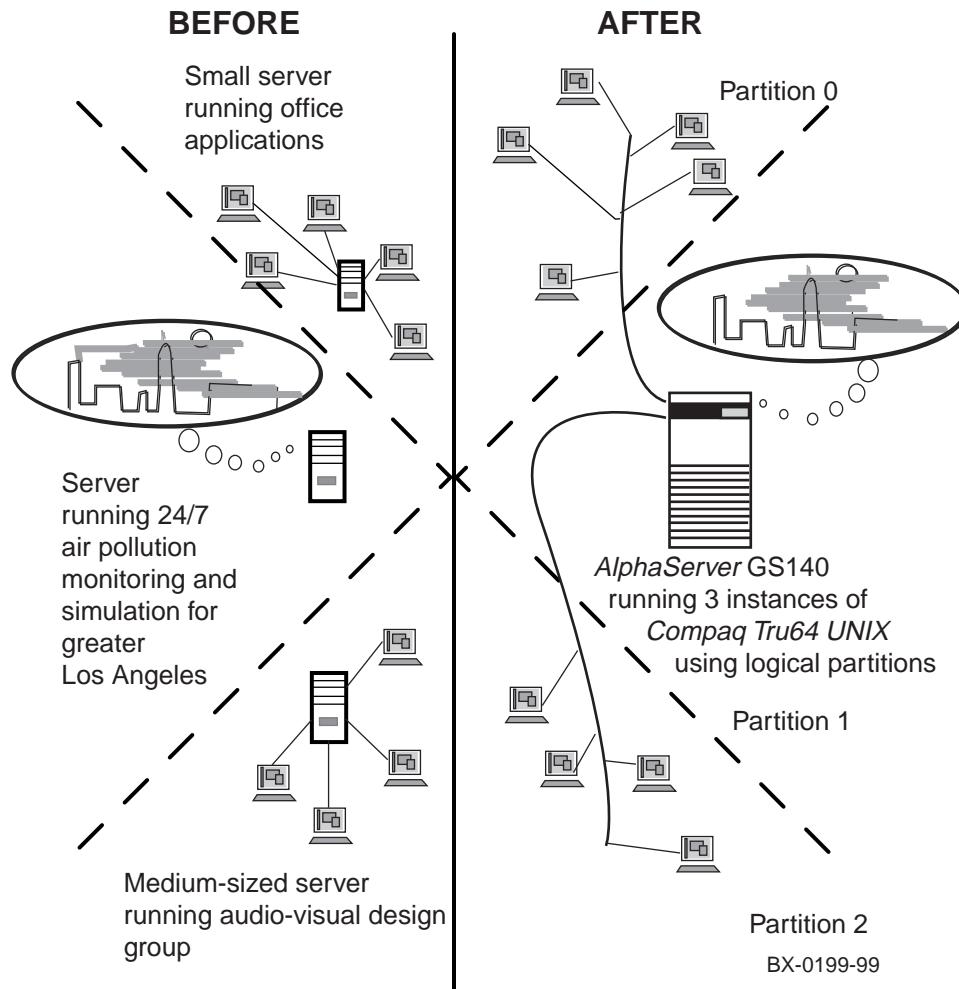 BEFORE
Small server
running office
applications
Server
running 24/7
air pollution
monitoring and
simulation for
greater
Los Angeles
Medium-sized server
running audio-visual design
group
AFTER
Partition 0
AlphaServer GS140
running 3 instances of
Compaq Tru64 UNIX
using logical partitions
Partition 1
Partition 2
BX-0199-99